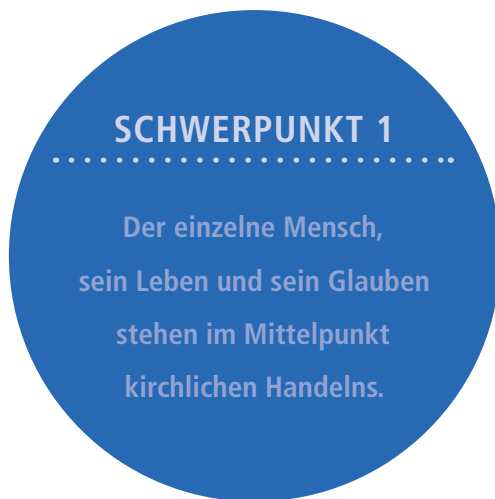 SCHWERPUNKT 1
Der einzelne Mensch,
sein Leben und sein Glauben
stehen im Mittelpunkt
kirchlichen Handelns.